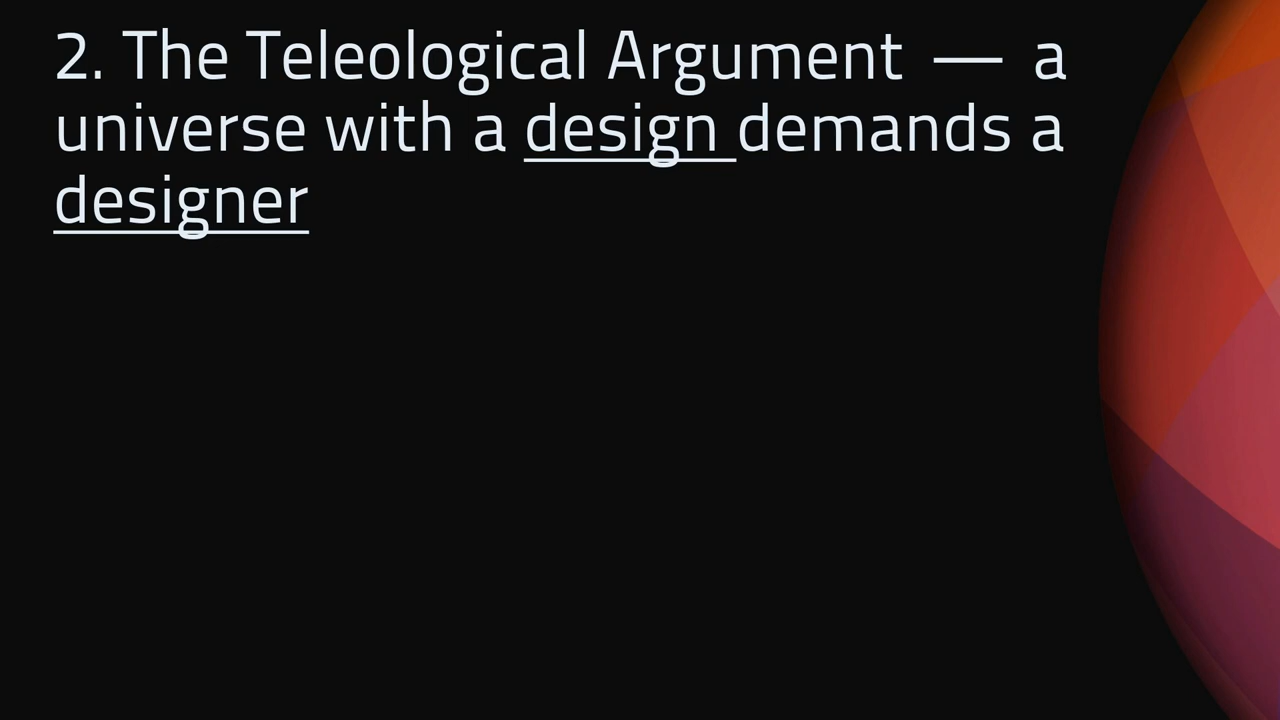 2. The Teleological Argument — a
universe with a design demands a
designer